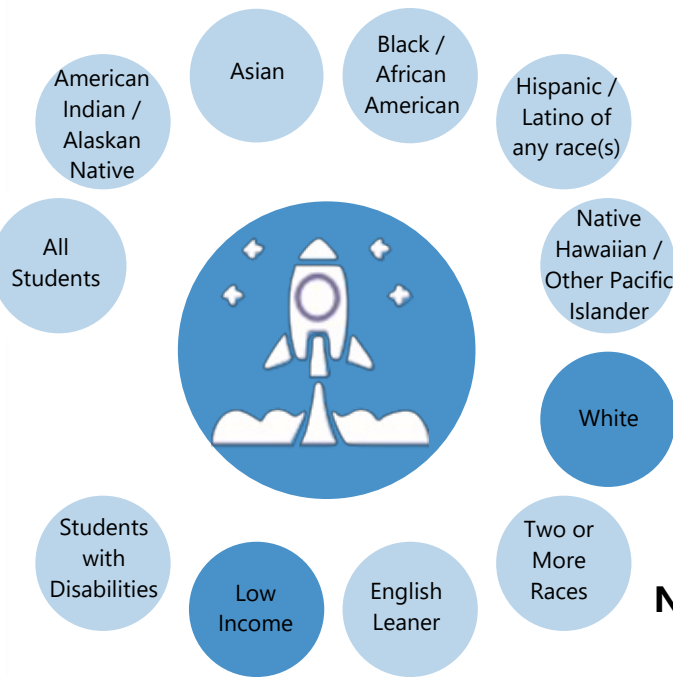 American
Indian /
Alaskan
Native
Asian
Black /
African
American
Hispanic /
Latino of
any race(s)
All
Students
Native
Hawaiian /
Other Pacific
Islander
White
Students
with
Disabilities
Low
Income
English
Leaner
Two or
More
Races
N